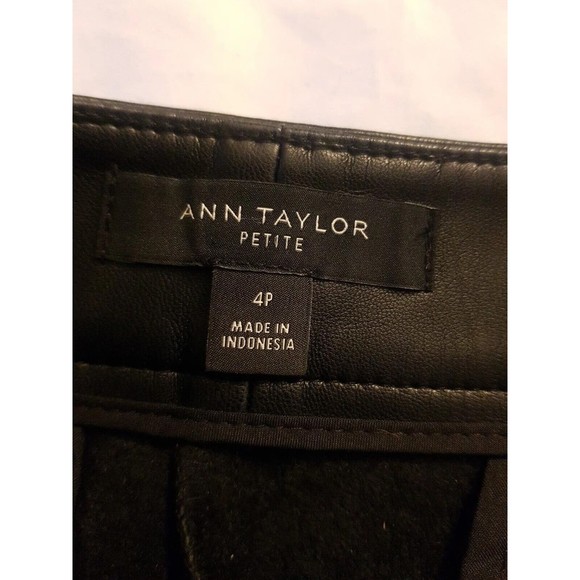 ANN TAYLOR
PETITE
4P
MADE IN
INDONESIA